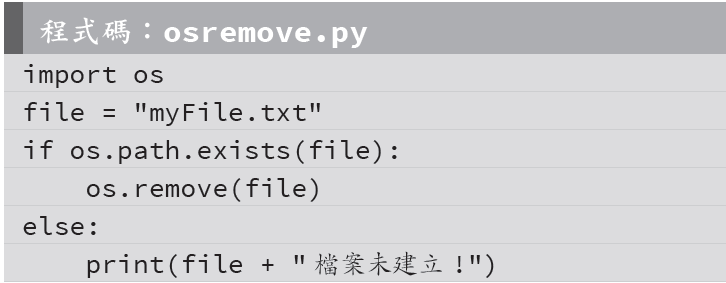 程式碼：osremove.py
import os
file = "myFile.txt"
if os.path.exists(file):
    os.remove(file)
else:
    print(file + " 檔案未建立 !")